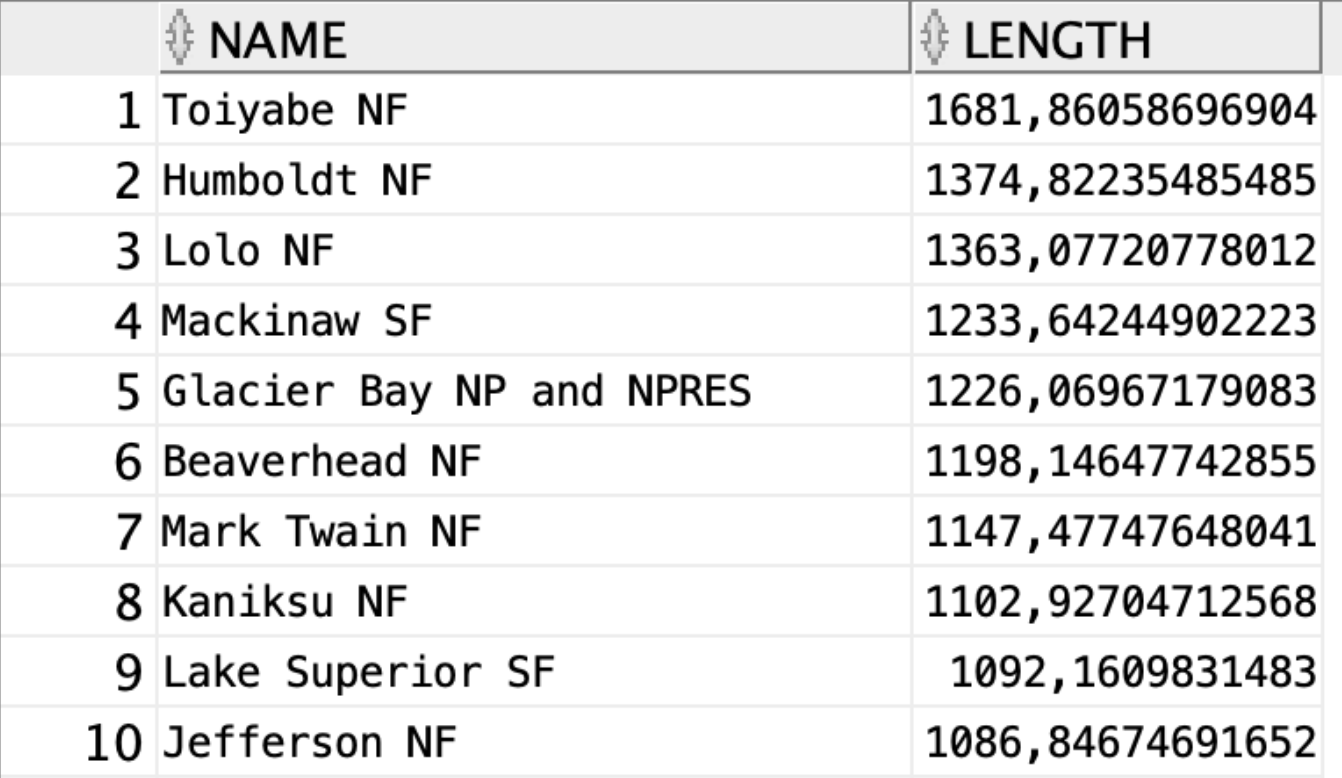 NAME LENGTH
1 Toiyabe NF 1681,86058696904
2 Humboldt NF 1374,82235485485
3 Lolo NF 1363,07720778012
4 Mackinaw SF 1233,64244902223
5 Glacier Bay NP and NPRES 1226,06967179083
6 Beaverhead NF 1198,14647742855
7 Mark Twain NF 1147,47747648041
8 Kaniksu NF 1102,92704712568
9 Lake Superior SF 1092,1609831483
10 Jefferson NF 1086,84674691652